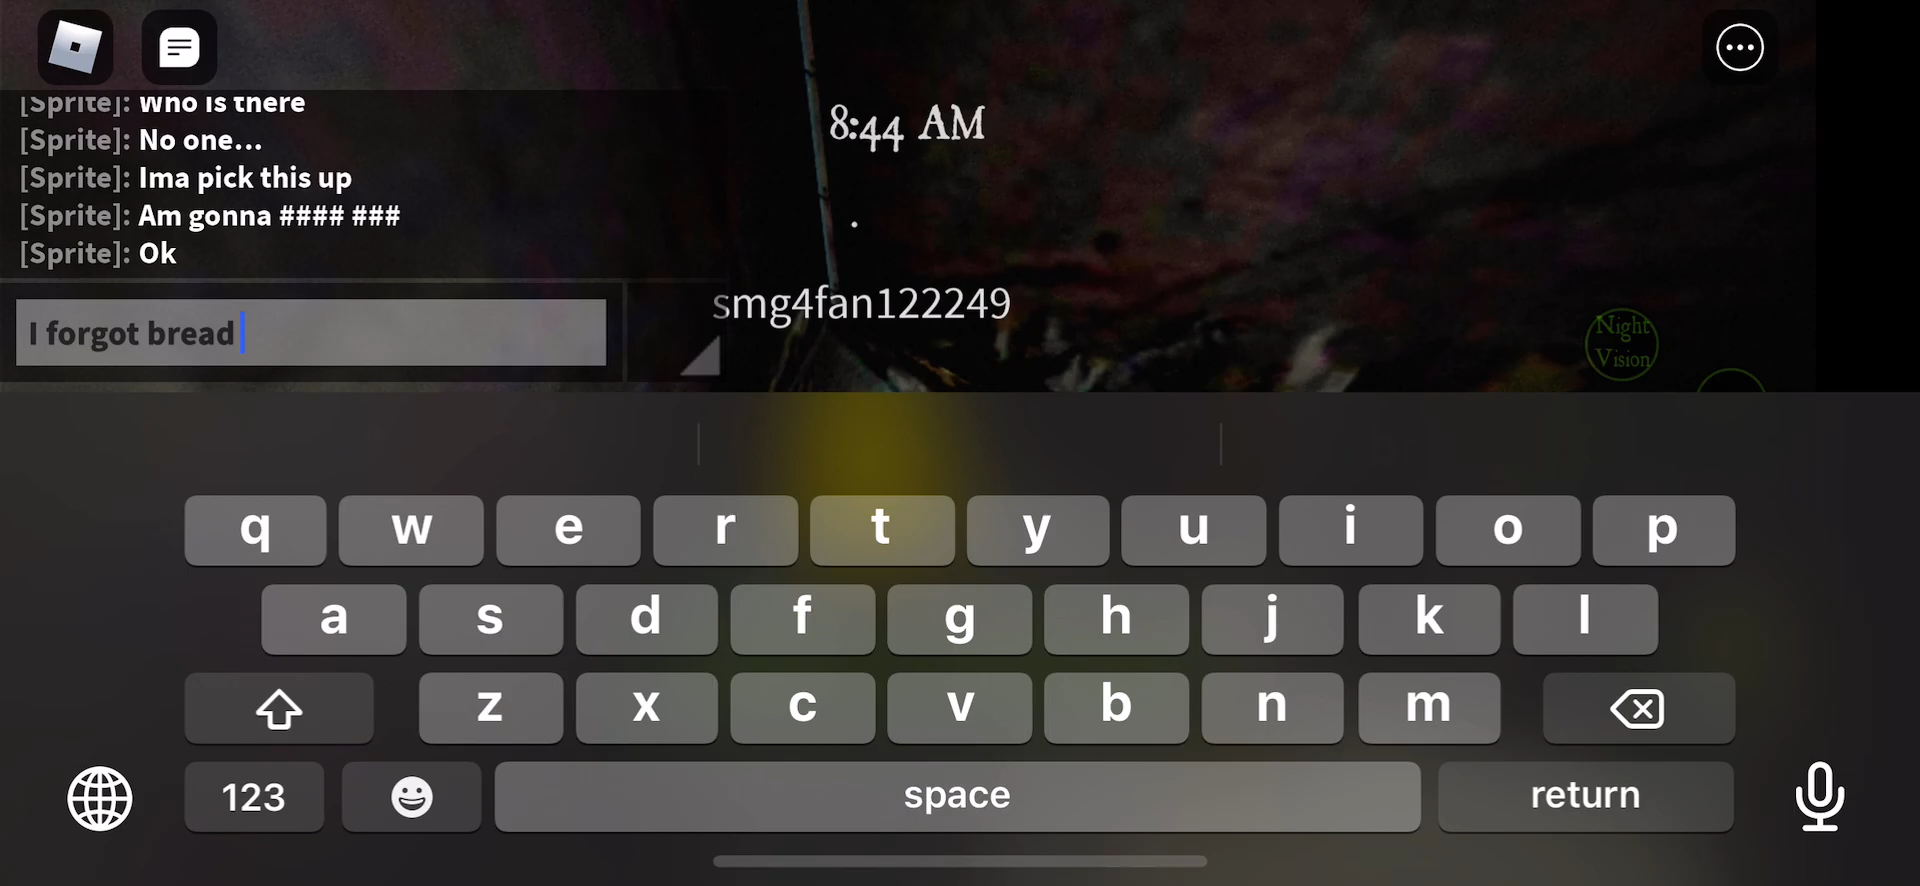 [Sprite]: Who is there
[Sprite]: No one...
[Sprite]: Ima pick this up
[Sprite]: Am gonna #### ###
[Sprite]: Ok
I forgot bread
8:44 AM
smg4fan122249
Night
Vision
q w e r t y u i o p
a s d f g h j k l
z x c v b n m
123 space return